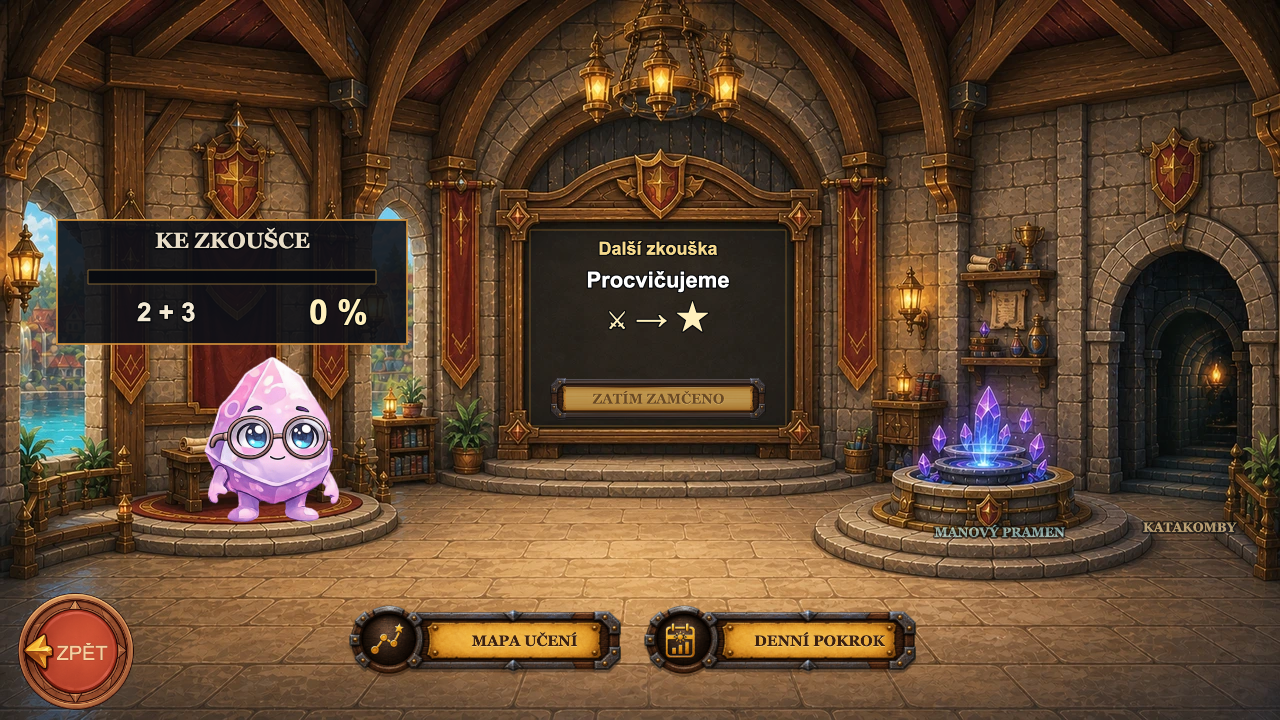 KE ZKOUŠCE
2 + 3
0 %
Další zkouška
Procvičujeme
ZATÍM ZAMČENO
MANOVÝ PRAMEN
KATAKOMBY
ZPĚT
MAPA UČENÍ
DENNÍ POKROK